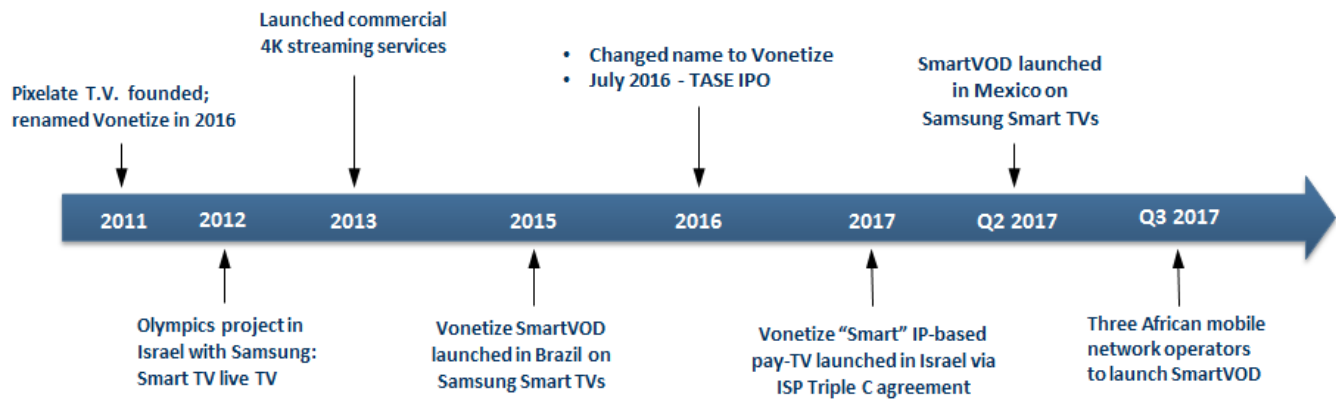 Launched commercial
4K streaming services
Pixelate T.V. founded;
renamed Vonetize in 2016
• Changed name to Vonetize
• July 2016 - TASE IPO
SmartVOD launched
in Mexico on
Samsung Smart TVs
2011
2012
2013
2015
2016
2017
Q2 2017
Q3 2017
Olympics project in
Israel with Samsung:
Smart TV live TV
Vonetize SmartVOD
launched in Brazil on
Samsung Smart TVs
Vonetize “Smart” IP-based
pay-TV launched in Israel via
ISP Triple C agreement
Three African mobile
network operators
to launch SmartVOD